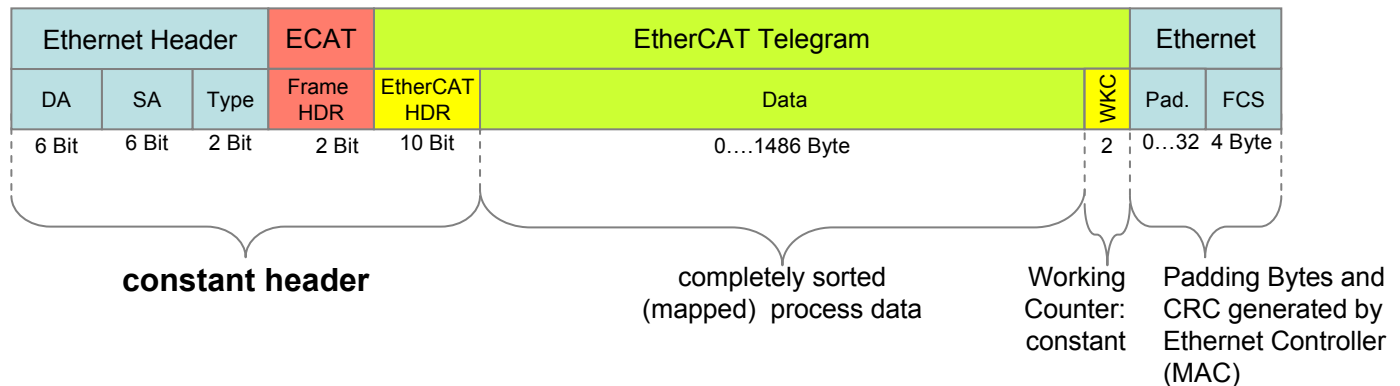 Ethernet Header ECAT EtherCAT Telegram Ethernet
DA SA Type Frame HDR EtherCAT HDR Data WKC Pad. FCS
6 Bit 6 Bit 2 Bit 2 Bit 10 Bit 0....1486 Byte 2 0...32 4 Byte
constant header
completely sorted
(mapped) process data
Working
Counter:
constant
Padding Bytes and
CRC generated by
Ethernet Controller
(MAC)